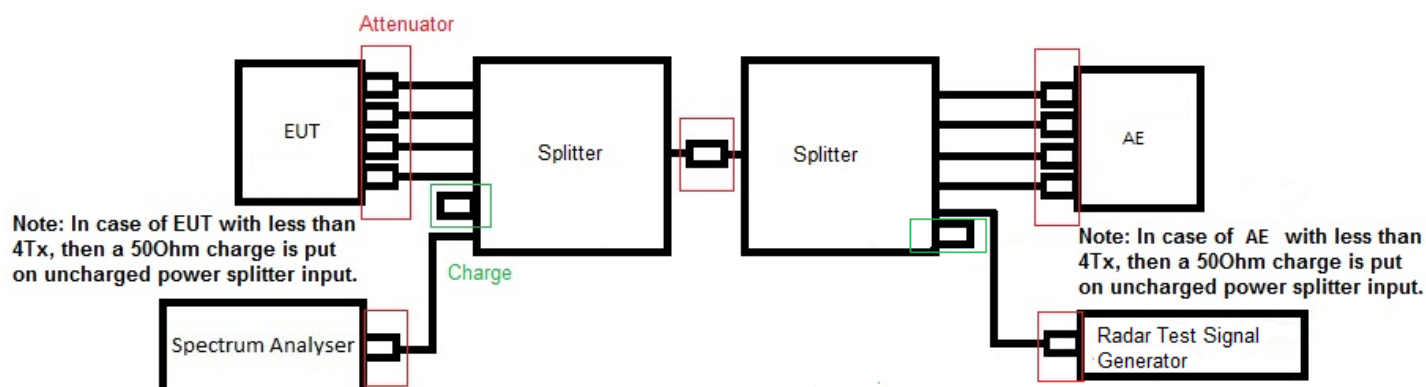 Attenuator
EUT
Splitter
Splitter
AE
Note: In case of EUT with less than
4Tx, then a 50Ohm charge is put
on uncharged power splitter input.
Charge
Note: In case of AE with less than
4Tx, then a 50Ohm charge is put
on uncharged power splitter input.
Spectrum Analyser
Radar Test Signal
Generator